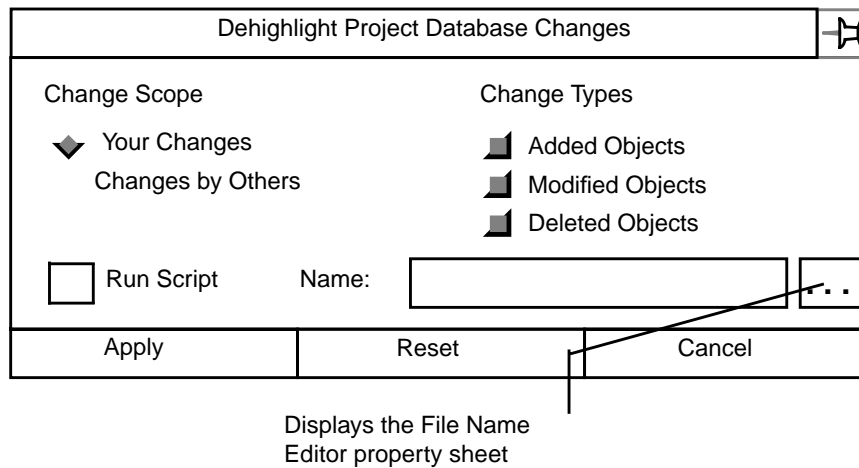 Dehighlight Project Database Changes
Change Scope
Change Types
Your Changes
Added Objects
Changes by Others
Modified Objects
Deleted Objects
Run Script
Name:
...
Apply
Reset
Cancel
Displays the File Name
Editor property sheet